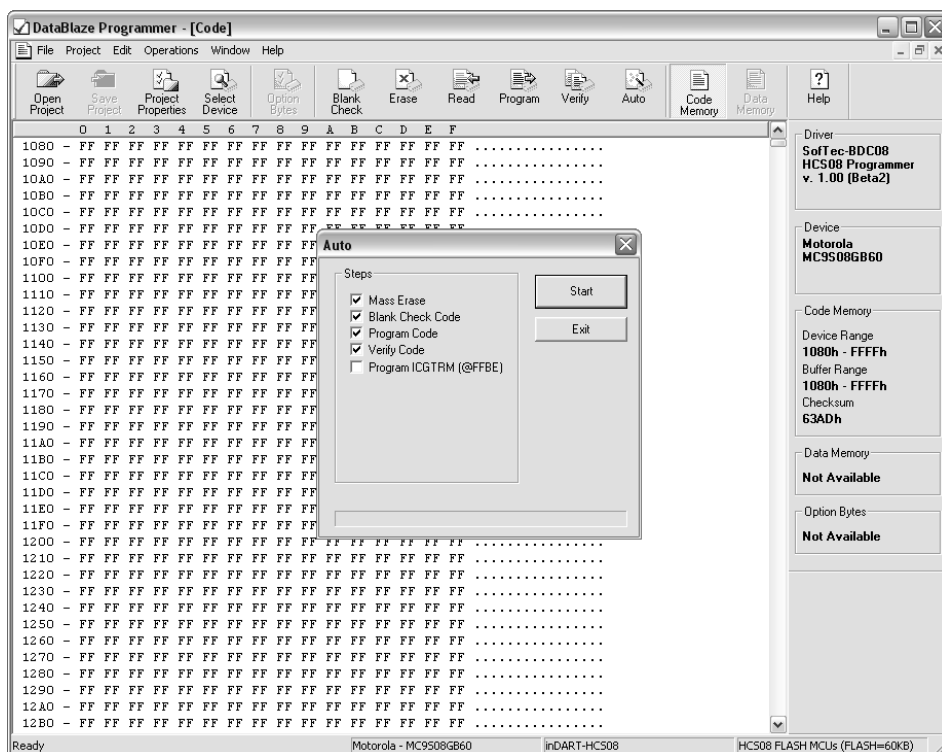 DataBlaze Programmer - [Code]
File Project Edit Operations Window Help
Open Project Save Project Project Properties Select Device Option Bytes Blank Check Erase Read Program Verify Auto Code Memory Data Memory Help
0 1 2 3 4 5 6 7 8 9 A B C D E F
1080 - FF FF FF FF FF FF FF FF FF FF FF FF FF FF FF FF ................
1090 - FF FF FF FF FF FF FF FF FF FF FF FF FF FF FF FF ................
10A0 - FF FF FF FF FF FF FF FF FF FF FF FF FF FF FF FF ................
10B0 - FF FF FF FF FF FF FF FF FF FF FF FF FF FF FF FF ................
10C0 - FF FF FF FF FF FF FF FF FF FF FF FF FF FF FF FF ................
10D0 - FF FF FF FF FF FF FF FF FF FF FF FF FF FF FF FF ................
10E0 - FF FF FF FF FF FF FF FF FF FF
10F0 - FF FF FF FF FF FF FF FF FF FF
1100 - FF FF FF FF FF FF FF FF FF FF
1110 - FF FF FF FF FF FF FF FF FF FF
1120 - FF FF FF FF FF FF FF FF FF FF
1130 - FF FF FF FF FF FF FF FF FF FF
1140 - FF FF FF FF FF FF FF FF FF FF
1150 - FF FF FF FF FF FF FF FF FF FF
1160 - FF FF FF FF FF FF FF FF FF FF
1170 - FF FF FF FF FF FF FF FF FF FF
1180 - FF FF FF FF FF FF FF FF FF FF
1190 - FF FF FF FF FF FF FF FF FF FF
11A0 - FF FF FF FF FF FF FF FF FF FF
11B0 - FF FF FF FF FF FF FF FF FF FF
11C0 - FF FF FF FF FF FF FF FF FF FF
11D0 - FF FF FF FF FF FF FF FF FF FF
11E0 - FF FF FF FF FF FF FF FF FF FF
11F0 - FF FF FF FF FF FF FF FF FF FF
1200 - FF FF FF FF FF FF FF FF FF FF FF FF FF FF FF FF ................
1210 - FF FF FF FF FF FF FF FF FF FF FF FF FF FF FF FF ................
1220 - FF FF FF FF FF FF FF FF FF FF FF FF FF FF FF FF ................
1230 - FF FF FF FF FF FF FF FF FF FF FF FF FF FF FF FF ................
1240 - FF FF FF FF FF FF FF FF FF FF FF FF FF FF FF FF ................
1250 - FF FF FF FF FF FF FF FF FF FF FF FF FF FF FF FF ................
1260 - FF FF FF FF FF FF FF FF FF FF FF FF FF FF FF FF ................
1270 - FF FF FF FF FF FF FF FF FF FF FF FF FF FF FF FF ................
1280 - FF FF FF FF FF FF FF FF FF FF FF FF FF FF FF FF ................
1290 - FF FF FF FF FF FF FF FF FF FF FF FF FF FF FF FF ................
12A0 - FF FF FF FF FF FF FF FF FF FF FF FF FF FF FF FF ................
12B0 - FF FF FF FF FF FF FF FF FF FF FF FF FF FF FF FF ................
Auto
Steps
Mass Erase
Blank Check Code
Program Code
Verify Code
Program ICGTRM (@FFBE)
Start
Exit
Driver
SofTec-BDC08
HCS08 Programmer
v. 1.00 (Beta2)
Device
Motorola
MC9S08GB60
Code Memory
Device Range
1080h - FFFFh
Buffer Range
1080h - FFFFh
Checksum
63ADh
Data Memory
Not Available
Option Bytes
Not Available
Ready Motorola - MC9S08GB60 inDART-HCS08 HCS08 FLASH MCUs (FLASH=60KB)